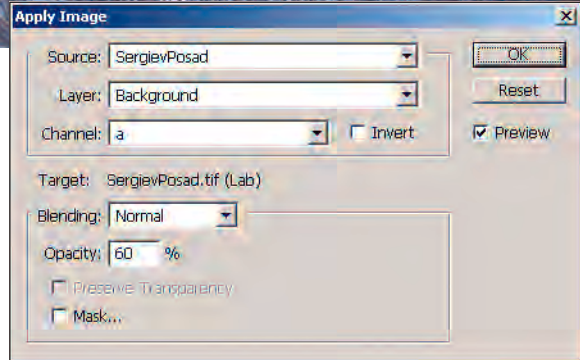 Apply Image
Source: SergievPosad OK
Layer: Background Reset
Channel: a Invert Preview
Target: SergievPosad.tif (Lab)
Blending: Normal
Opacity: 60 %
Preserve Transparency
Mask...